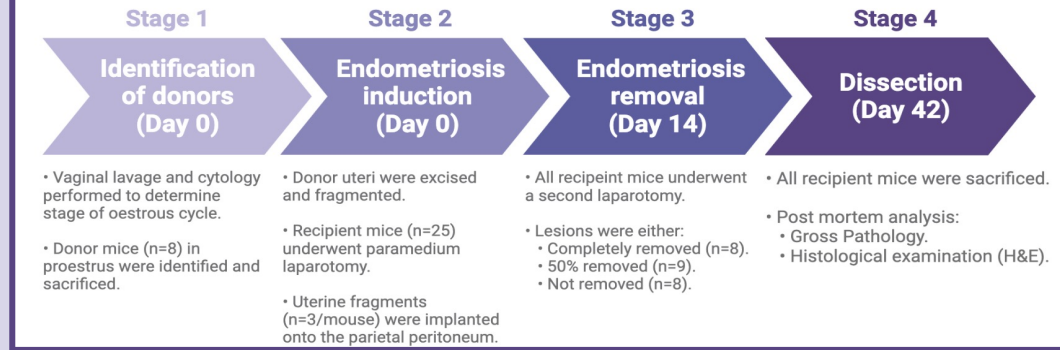 Stage 1
Identification
of donors
(Day 0)
• Vaginal lavage and cytology
performed to determine
stage of oestrous cycle.
• Donor mice (n=8) in
proestrus were identified and
sacrificed.
Stage 2
Endometriosis
induction
(Day 0)
• Donor uteri were excised
and fragmented.
• Recipient mice (n=25)
underwent paramedium
laparotomy.
• Uterine fragments
(n=3/mouse) were implanted
onto the parietal peritoneum.
Stage 3
Endometriosis
removal
(Day 14)
• All recipeint mice underwent
a second laparotomy.
• Lesions were either:
• Completely removed (n=8).
• 50% removed (n=9).
• Not removed (n=8).
Stage 4
Dissection
(Day 42)
• All recipient mice were sacrificed.
• Post mortem analysis:
• Gross Pathology.
• Histological examination (H&E).